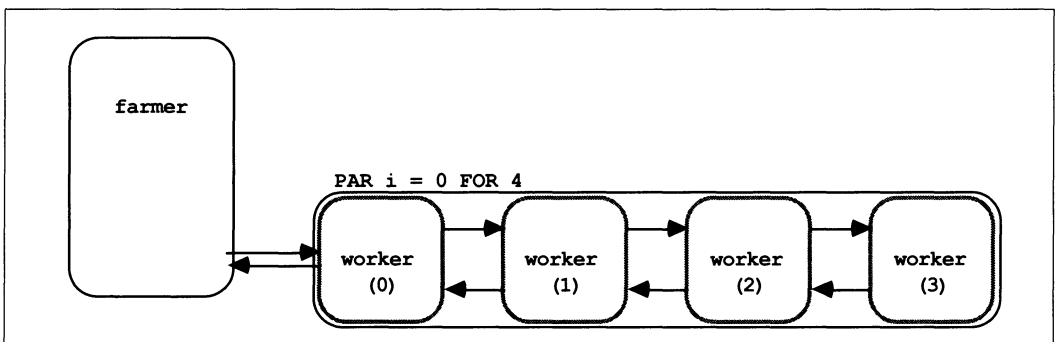 farmer
PAR i = 0 FOR 4
worker
(0)
worker
(1)
worker
(2)
worker
(3)